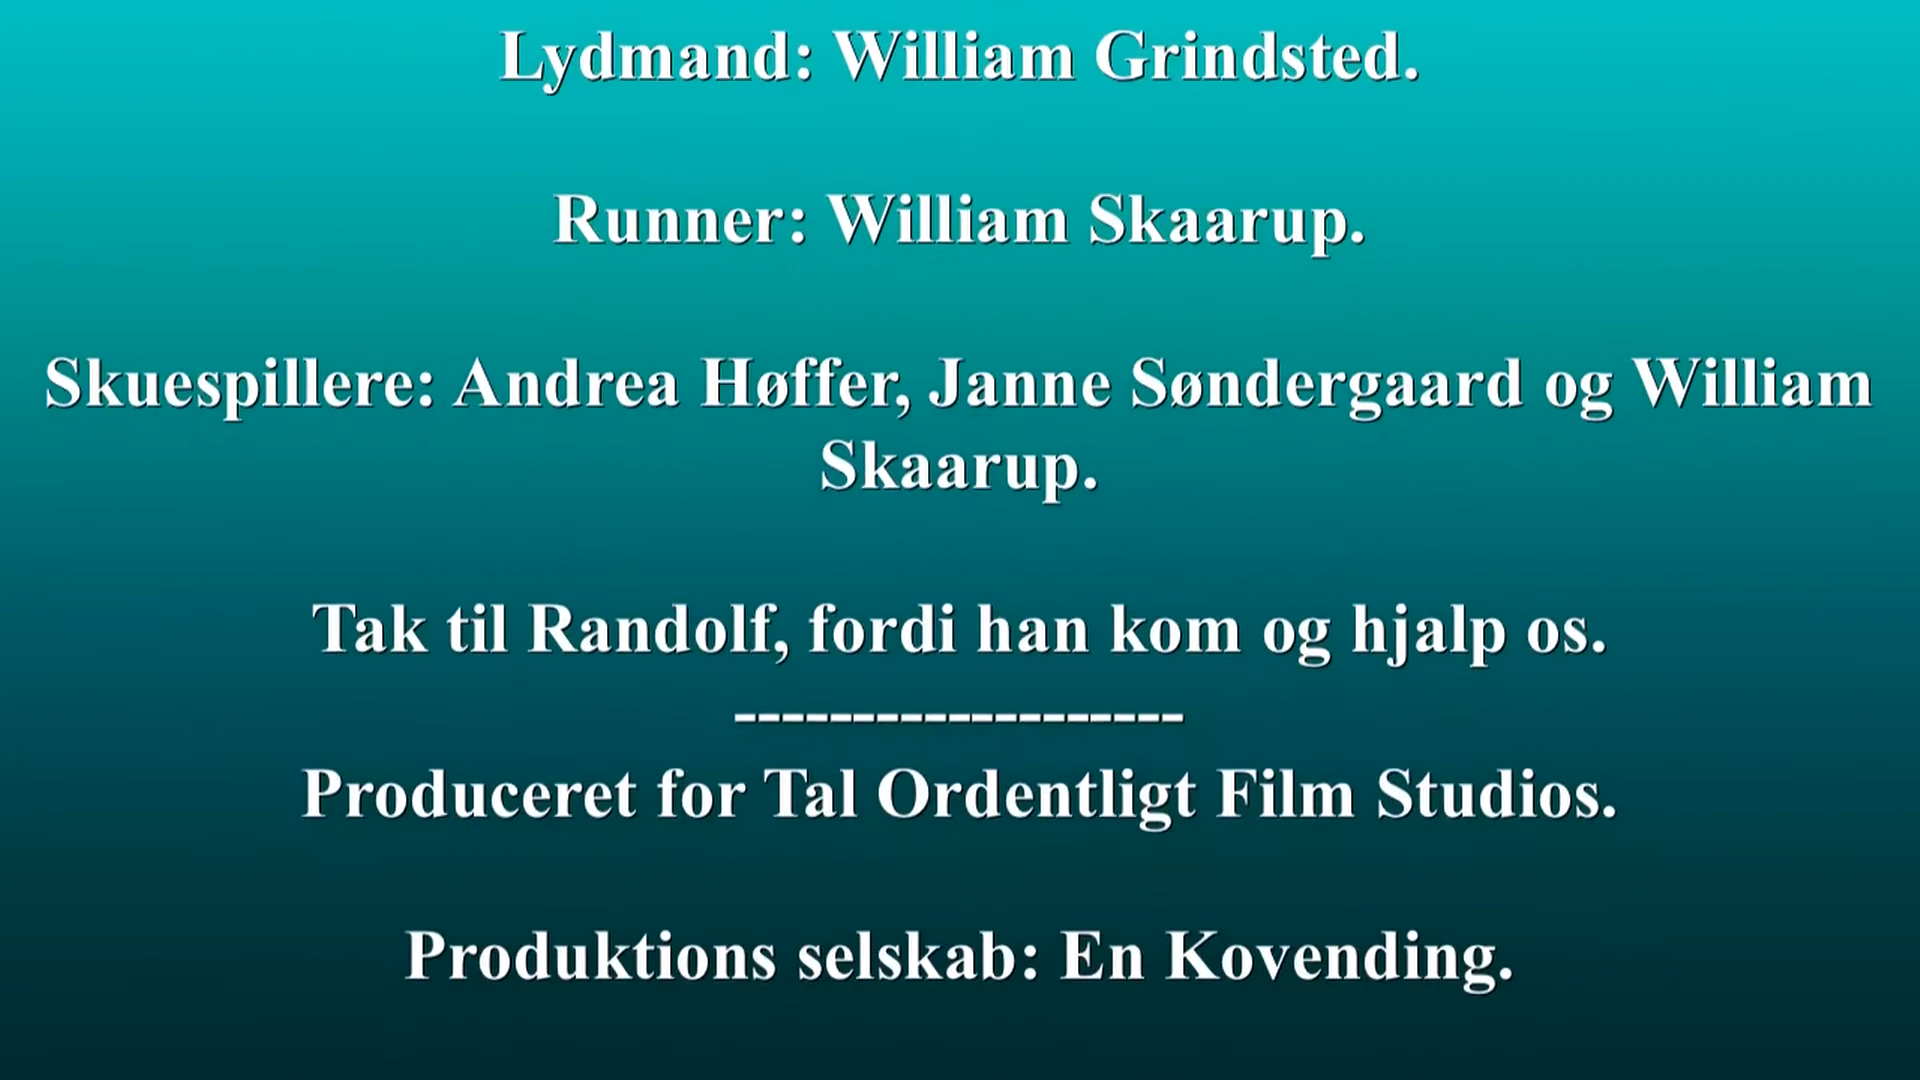 Lydmand: William Grindsted.
Runner: William Skaarup.
Skuespillere: Andrea Høffer, Janne Søndergaard og William
Skaarup.
Tak til Randolf, fordi han kom og hjalp os.
-------------------
Produceret for Tal Ordentligt Film Studios.
Produktions selskab: En Kovending.